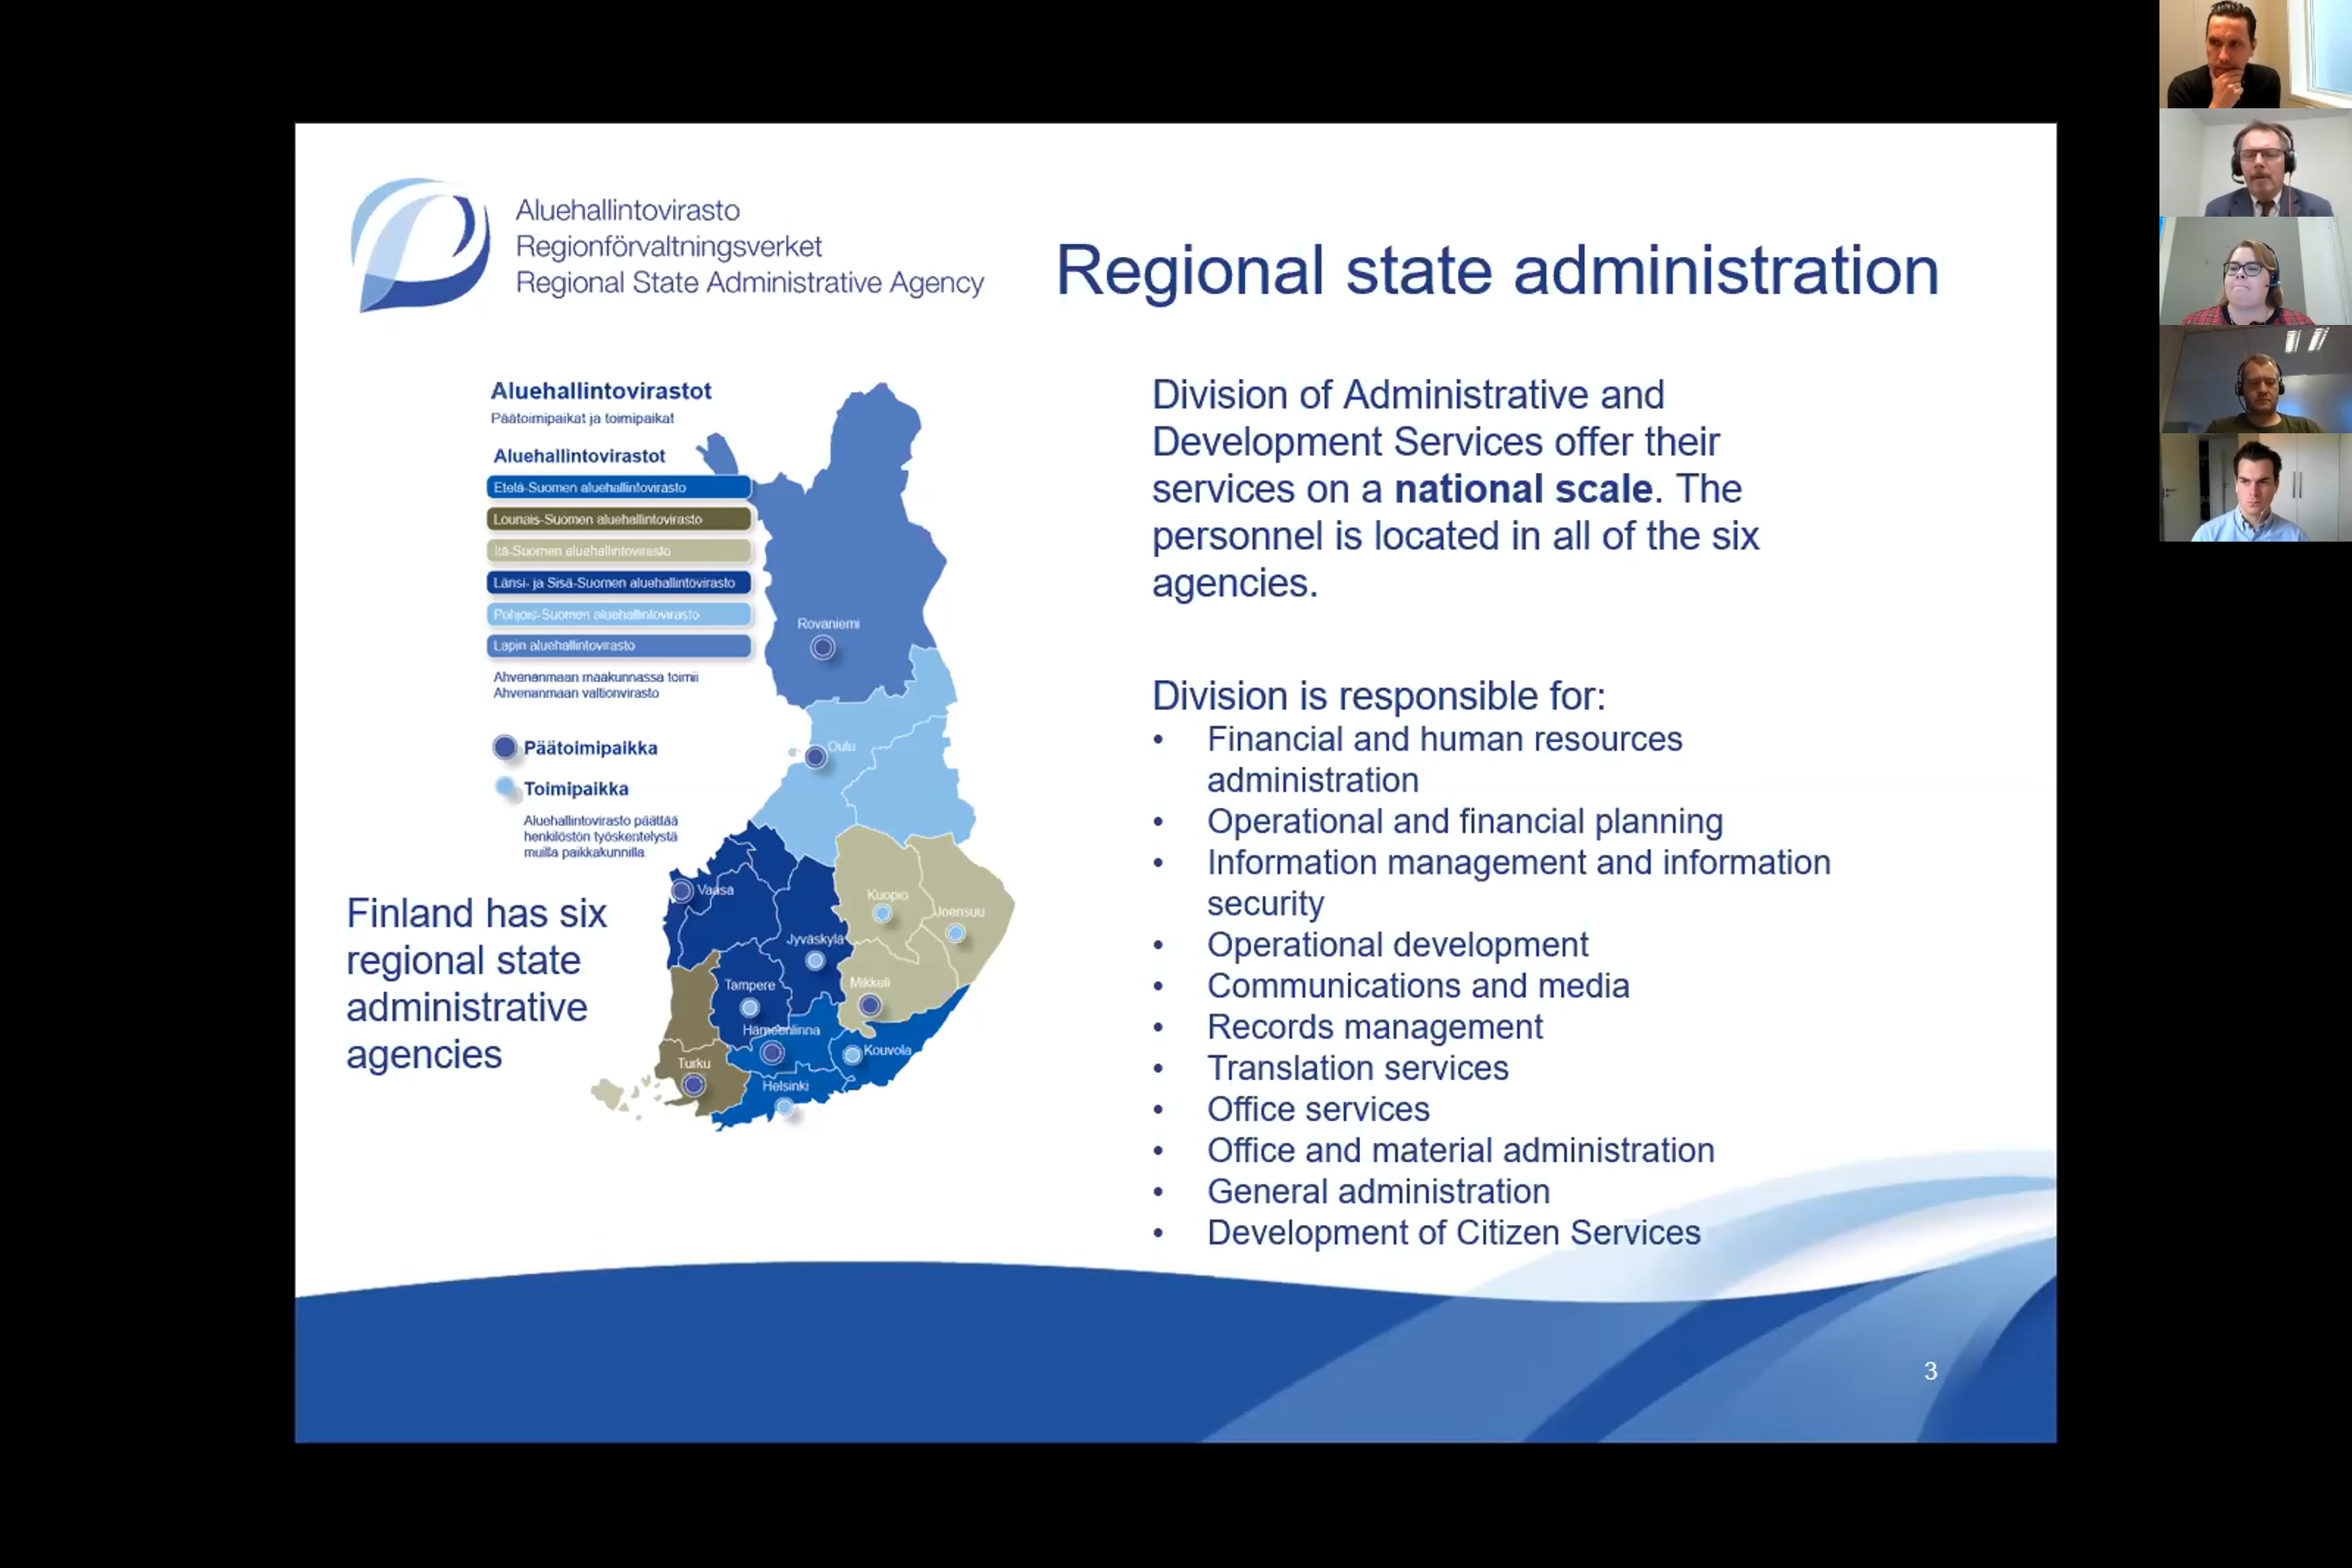 Aluehallintovirasto
Regionförvaltningsverket
Regional State Administrative Agency
Regional state administration
Aluehallintovirastot
Päätoimipaikat ja toimipaikat
Aluehallintovirastot
Etelä-Suomen aluehallintovirasto
Lounais-Suomen aluehallintovirasto
Itä-Suomen aluehallintovirasto
Länsi- ja Sisä-Suomen aluehallintovirasto
Pohjois-Suomen aluehallintovirasto
Lapin aluehallintovirasto
Ahvenanmaan maakunnassa toimii
Ahvenanmaan valtionvirasto
Päätoimipaikka
Toimipaikka
Aluehallintovirasto päättää
henkilöstön työskentelystä
muilla paikkakunnilla.
Rovaniemi
Oulu
Vaasa
Kuopio
Joensuu
Jyväskylä
Tampere
Mikkeli
Hämeenlinna
Kouvola
Turku
Helsinki
Finland has six
regional state
administrative
agencies
Division of Administrative and
Development Services offer their
services on a national scale. The
personnel is located in all of the six
agencies.
Division is responsible for:
• Financial and human resources
administration
• Operational and financial planning
• Information management and information
security
• Operational development
• Communications and media
• Records management
• Translation services
• Office services
• Office and material administration
• General administration
• Development of Citizen Services
3